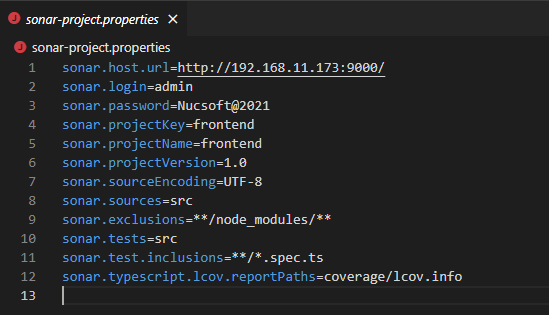 sonar-project.properties
sonar-project.properties
1 sonar.host.url=http://192.168.11.173:9000/
2 sonar.login=admin
3 sonar.password=Nucsoft@2021
4 sonar.projectKey=frontend
5 sonar.projectName=frontend
6 sonar.projectVersion=1.0
7 sonar.sourceEncoding=UTF-8
8 sonar.sources=src
9 sonar.exclusions=**/node_modules/**
10 sonar.tests=src
11 sonar.test.inclusions=**/*.spec.ts
12 sonar.typescript.lcov.reportPaths=coverage/lcov.info
13